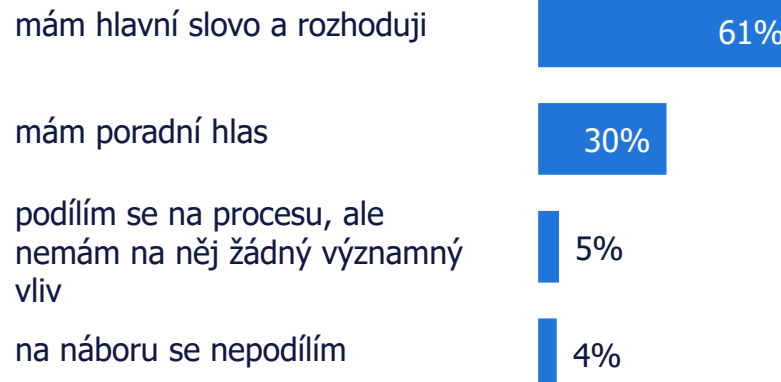 mám hlavní slovo a rozhoduji
61%
mám poradní hlas
30%
podílím se na procesu, ale
nemám na něj žádný významný
vliv
5%
na náboru se nepodílím
4%